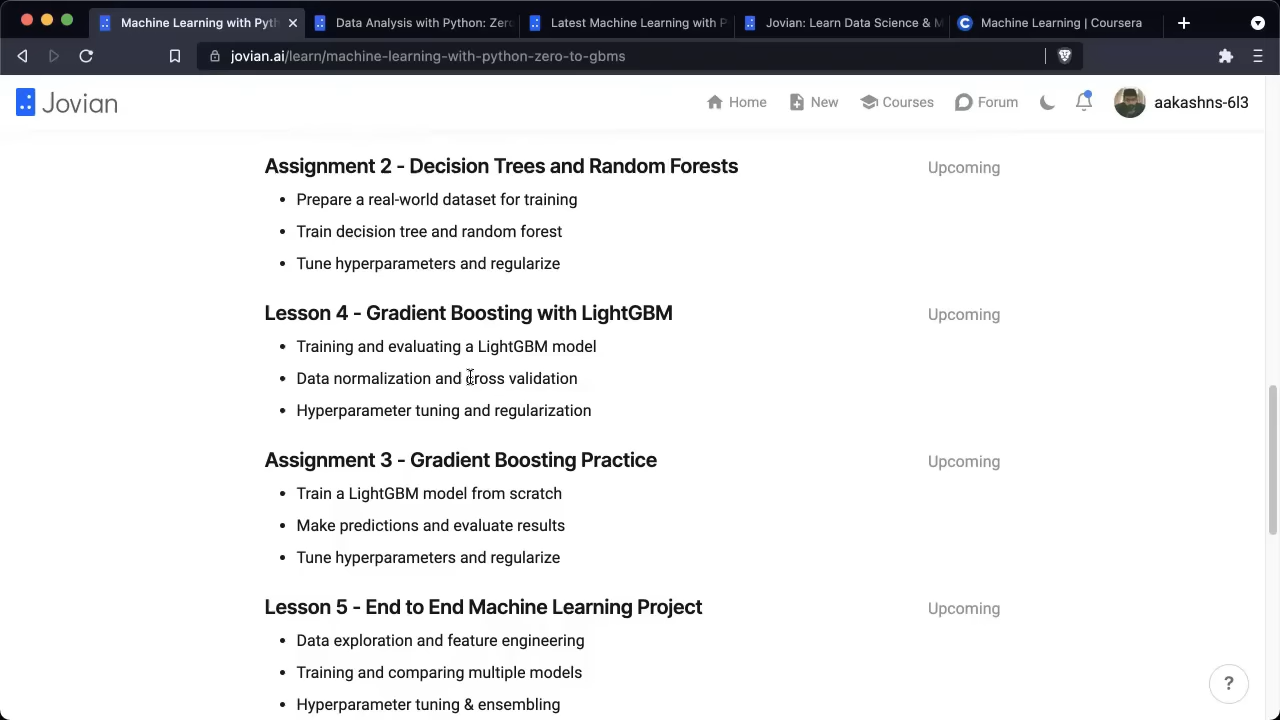 Machine Learning with Pyth
Data Analysis with Python: Zero
Latest Machine Learning with P
Jovian: Learn Data Science & M
Machine Learning | Coursera
jovian.ai/learn/machine-learning-with-python-zero-to-gbms
Jovian
Home
New
Courses
Forum
aakashns-6l3
Assignment 2 - Decision Trees and Random Forests
Upcoming
• Prepare a real-world dataset for training
• Train decision tree and random forest
• Tune hyperparameters and regularize
Lesson 4 - Gradient Boosting with LightGBM
Upcoming
• Training and evaluating a LightGBM model
• Data normalization and cross validation
• Hyperparameter tuning and regularization
Assignment 3 - Gradient Boosting Practice
Upcoming
• Train a LightGBM model from scratch
• Make predictions and evaluate results
• Tune hyperparameters and regularize
Lesson 5 - End to End Machine Learning Project
Upcoming
• Data exploration and feature engineering
• Training and comparing multiple models
• Hyperparameter tuning & ensembling
?